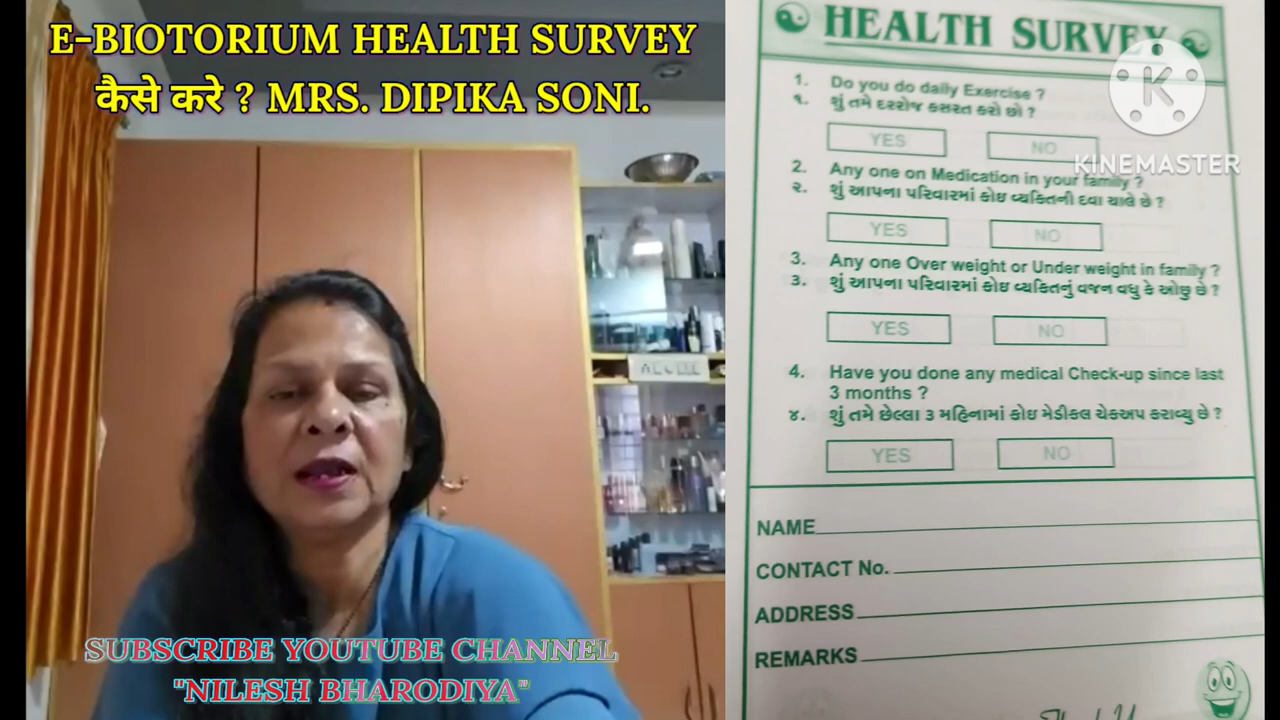 E-BIOTORIUM HEALTH SURVEY
कैसे करे ? MRS. DIPIKA SONI.
SUBSCRIBE YOUTUBE CHANNEL
"NILESH BHARODIYA"
HEALTH SURVEY
KINEMASTER
1. Do you do daily Exercise ?
૧. શું તમે દરરોજ કસરત કરો છો ?
YES NO
2. Any one on Medication in your family ?
૨. શું આપના પરિવારમાં કોઇ વ્યકિતની દવા ચાલે છે ?
YES NO
3. Any one Over weight or Under weight in family ?
૩. શું આપના પરિવારમાં કોઇ વ્યકિતનું વજન વધુ કે ઓછુ છે ?
YES NO
4. Have you done any medical Check-up since last
3 months ?
૪. શું તમે છેલ્લા ૩ મહિનામાં કોઇ મેડીકલ ચેકઅપ કરાવ્યુ છે ?
YES NO
NAME
CONTACT No.
ADDRESS
REMARKS